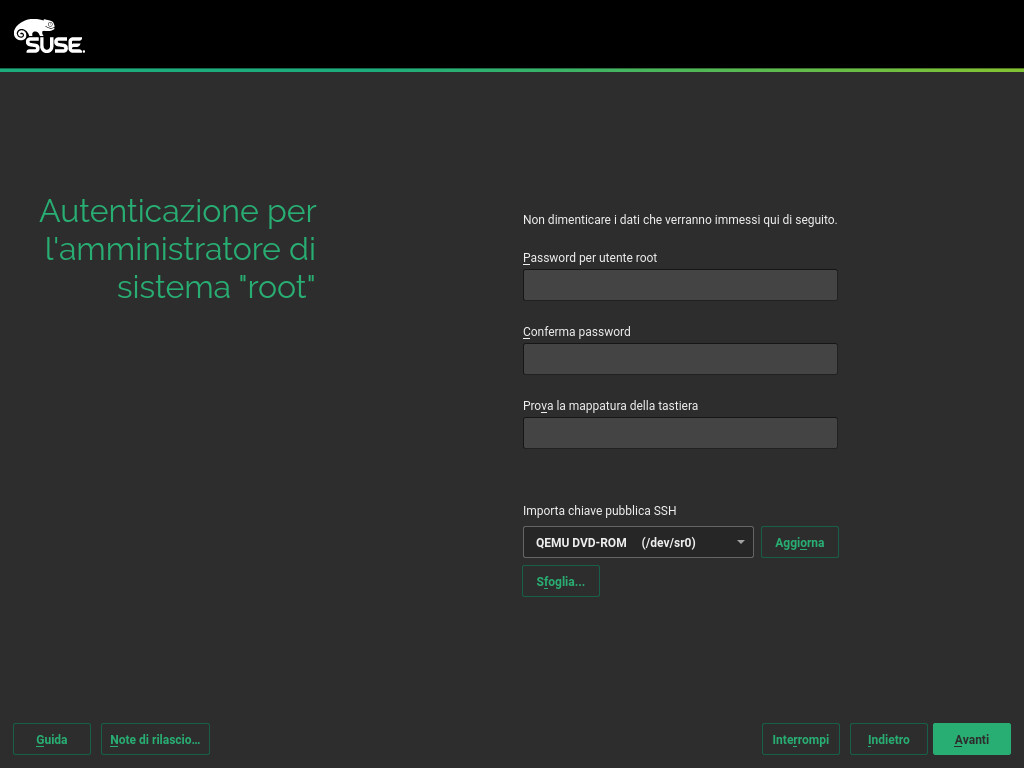 SUSE.
Autenticazione per
l'amministratore di
sistema "root"
Non dimenticare i dati che verranno immessi qui di seguito.
Password per utente root
Conferma password
Prova la mappatura della tastiera
Importa chiave pubblica SSH
QEMU DVD-ROM (/dev/sr0) Aggiorna
Sfoglia...
Guida Note di rilascio... Interrompi Indietro Avanti